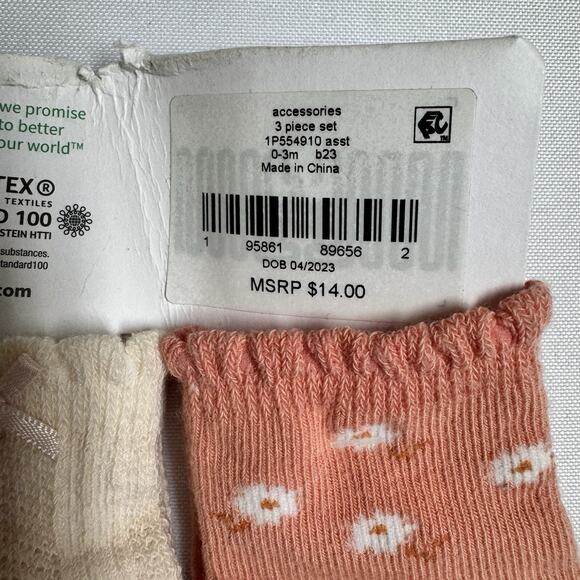 we promise
to better
our world™
TEX®
TEXTILES
D 100
STEIN HTTI
substances.
standard100
.com
accessories
3 piece set
1P554910 asst
0-3m b23
Made in China
1 95861 89656 2
DOB 04/2023
MSRP $14.00